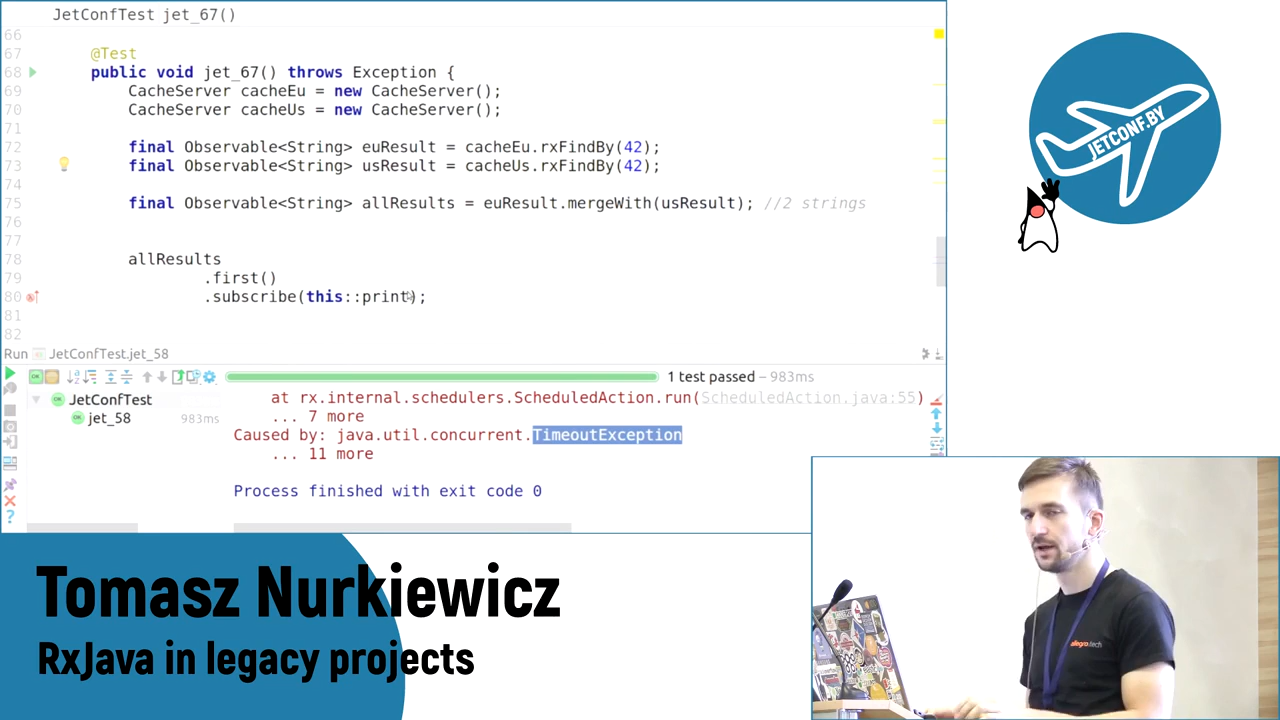 JetConfTest jet_67()
66
67 @Test
68 public void jet_67() throws Exception {
69 CacheServer cacheEu = new CacheServer();
70 CacheServer cacheUs = new CacheServer();
71
72 final Observable<String> euResult = cacheEu.rxFindBy(42);
73 final Observable<String> usResult = cacheUs.rxFindBy(42);
74
75 final Observable<String> allResults = euResult.mergeWith(usResult); //2 strings
76
77
78 allResults
79 .first()
80 .subscribe(this::print);
81
82
Run JetConfTest.jet_58
1 test passed – 983ms
JetConfTest
jet_58 983ms
at rx.internal.schedulers.ScheduledAction.run(ScheduledAction.java:55)
... 7 more
Caused by: java.util.concurrent.TimeoutException
... 11 more
Process finished with exit code 0
JETCONF.BY
allegrotech
Tomasz Nurkiewicz
RxJava in legacy projects